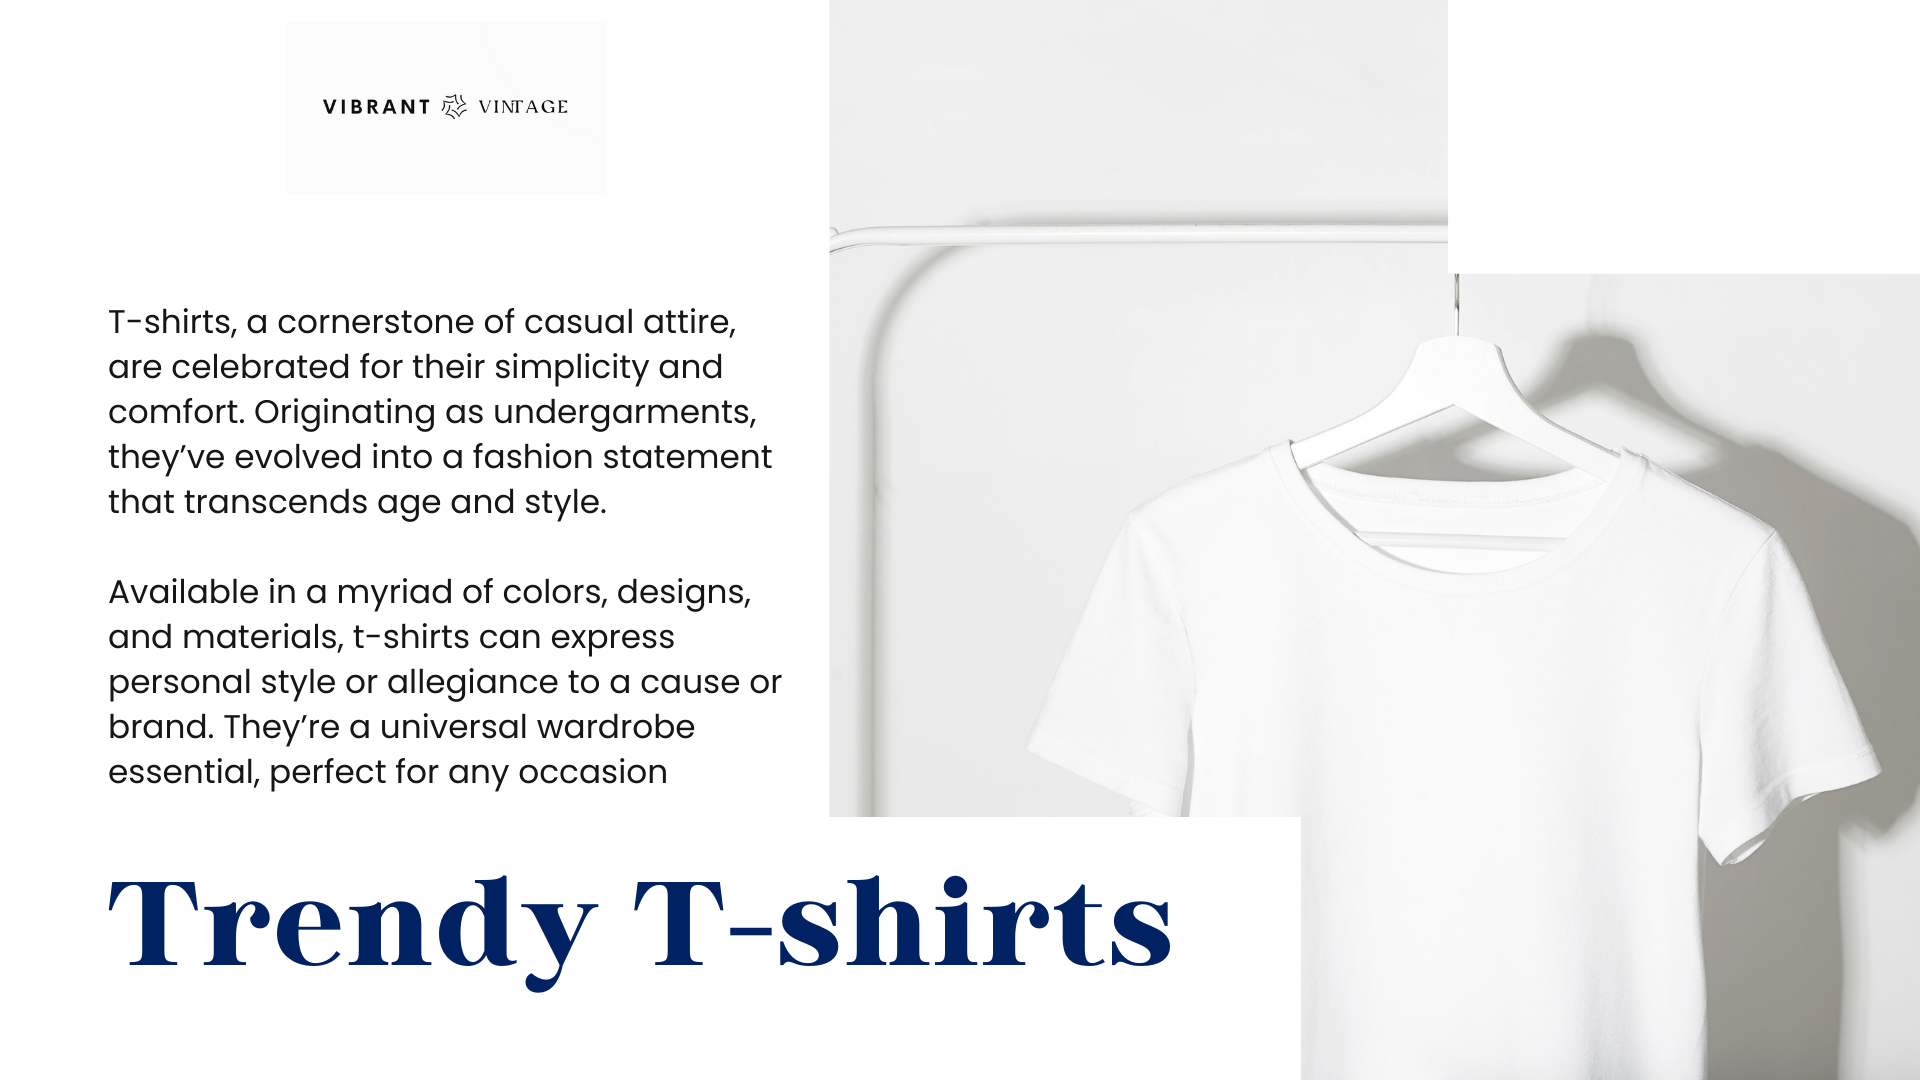 VIBRANT VINTAGE
T-shirts, a cornerstone of casual attire,
are celebrated for their simplicity and
comfort. Originating as undergarments,
they’ve evolved into a fashion statement
that transcends age and style.
Available in a myriad of colors, designs,
and materials, t-shirts can express
personal style or allegiance to a cause or
brand. They’re a universal wardrobe
essential, perfect for any occasion
Trendy T-shirts